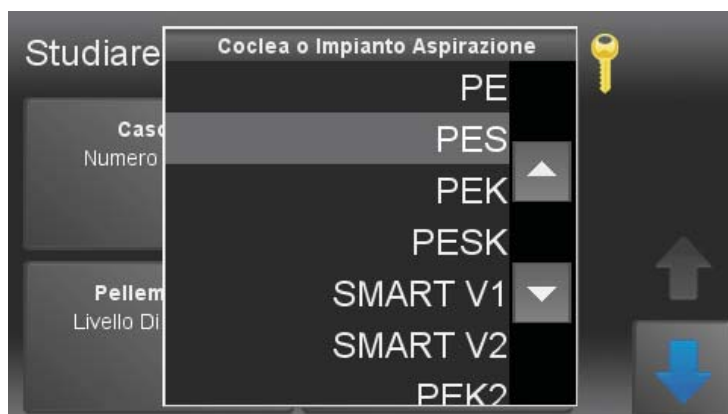 Studiare
Coclea o Impianto Aspirazione
PE
PES
PEK
PESK
SMART V1
SMART V2
PEK2
Numero
Livello Di